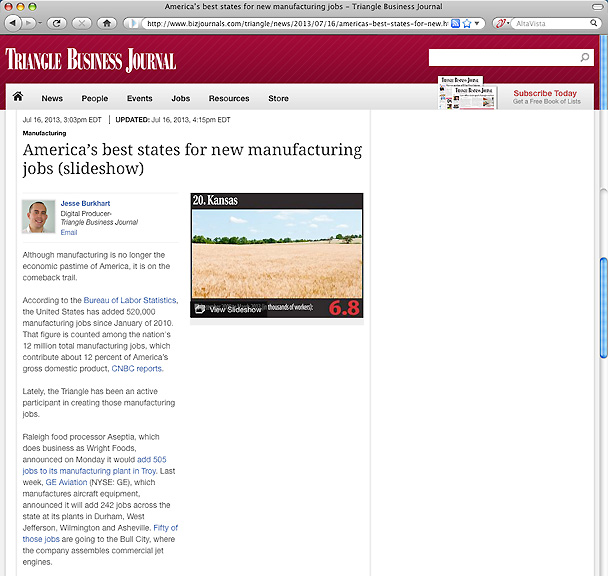 America's best states for new manufacturing jobs – Triangle Business Journal
http://www.bizjournals.com/triangle/news/2013/07/16/americas-best-states-for-new.h
AltaVista
TRIANGLE BUSINESS JOURNAL
News People Events Jobs Resources Store
Subscribe Today
Get a Free Book of Lists
Jul 16, 2013, 3:03pm EDT | UPDATED: Jul 16, 2013, 4:15pm EDT
Manufacturing
America's best states for new manufacturing
jobs (slideshow)
Jesse Burkhart
Digital Producer-
Triangle Business Journal
Email
20. Kansas
thousands of workers):
6.8
View Slideshow
Although manufacturing is no longer the
economic pastime of America, it is on the
comeback trail.
According to the Bureau of Labor Statistics,
the United States has added 520,000
manufacturing jobs since January of 2010.
That figure is counted among the nation's
12 million total manufacturing jobs, which
contribute about 12 percent of America's
gross domestic product, CNBC reports.
Lately, the Triangle has been an active
participant in creating those manufacturing
jobs.
Raleigh food processor Aseptia, which
does business as Wright Foods,
announced on Monday it would add 505
jobs to its manufacturing plant in Troy. Last
week, GE Aviation (NYSE: GE), which
manufactures aircraft equipment,
announced it will add 242 jobs across the
state at its plants in Durham, West
Jefferson, Wilmington and Asheville. Fifty of
those jobs are going to the Bull City, where
the company assembles commercial jet
engines.